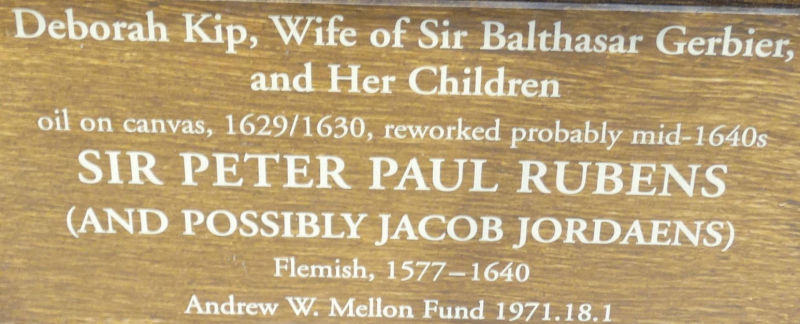 Deborah Kip, Wife of Sir Balthasar Gerbier,
and Her Children
oil on canvas, 1629/1630, reworked probably mid-1640s
SIR PETER PAUL RUBENS
(AND POSSIBLY JACOB JORDAENS)
Flemish, 1577–1640
Andrew W. Mellon Fund 1971.18.1